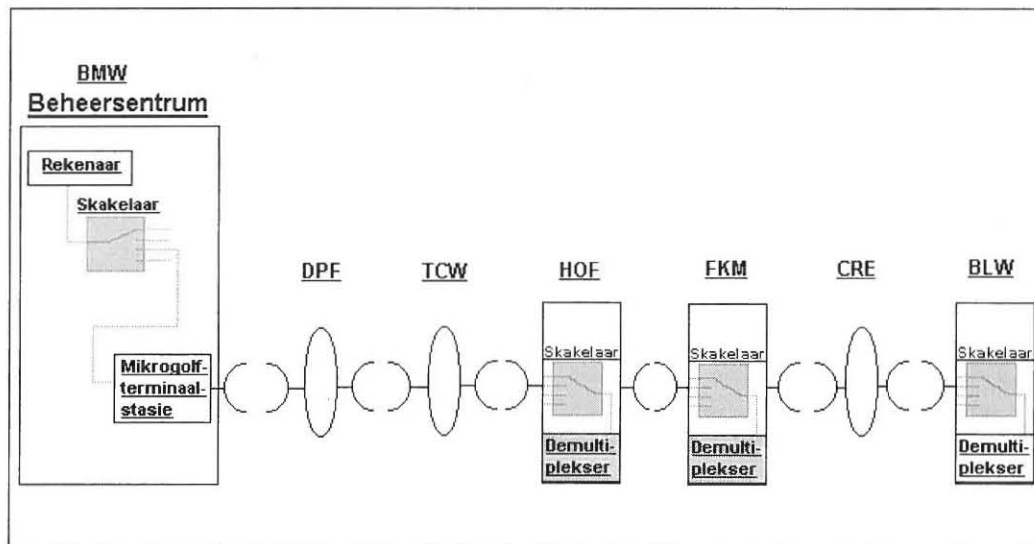 BMW
Beheersentrum
Rekenaar
Skakelaar
Mikrogolf-
terminaal-
stasie
DPF
TCW
HOF
Skakelaar
Demulti-
plekser
FKM
Skakelaar
Demulti-
plekser
CRE
BLW
Skakelaar
Demulti-
plekser